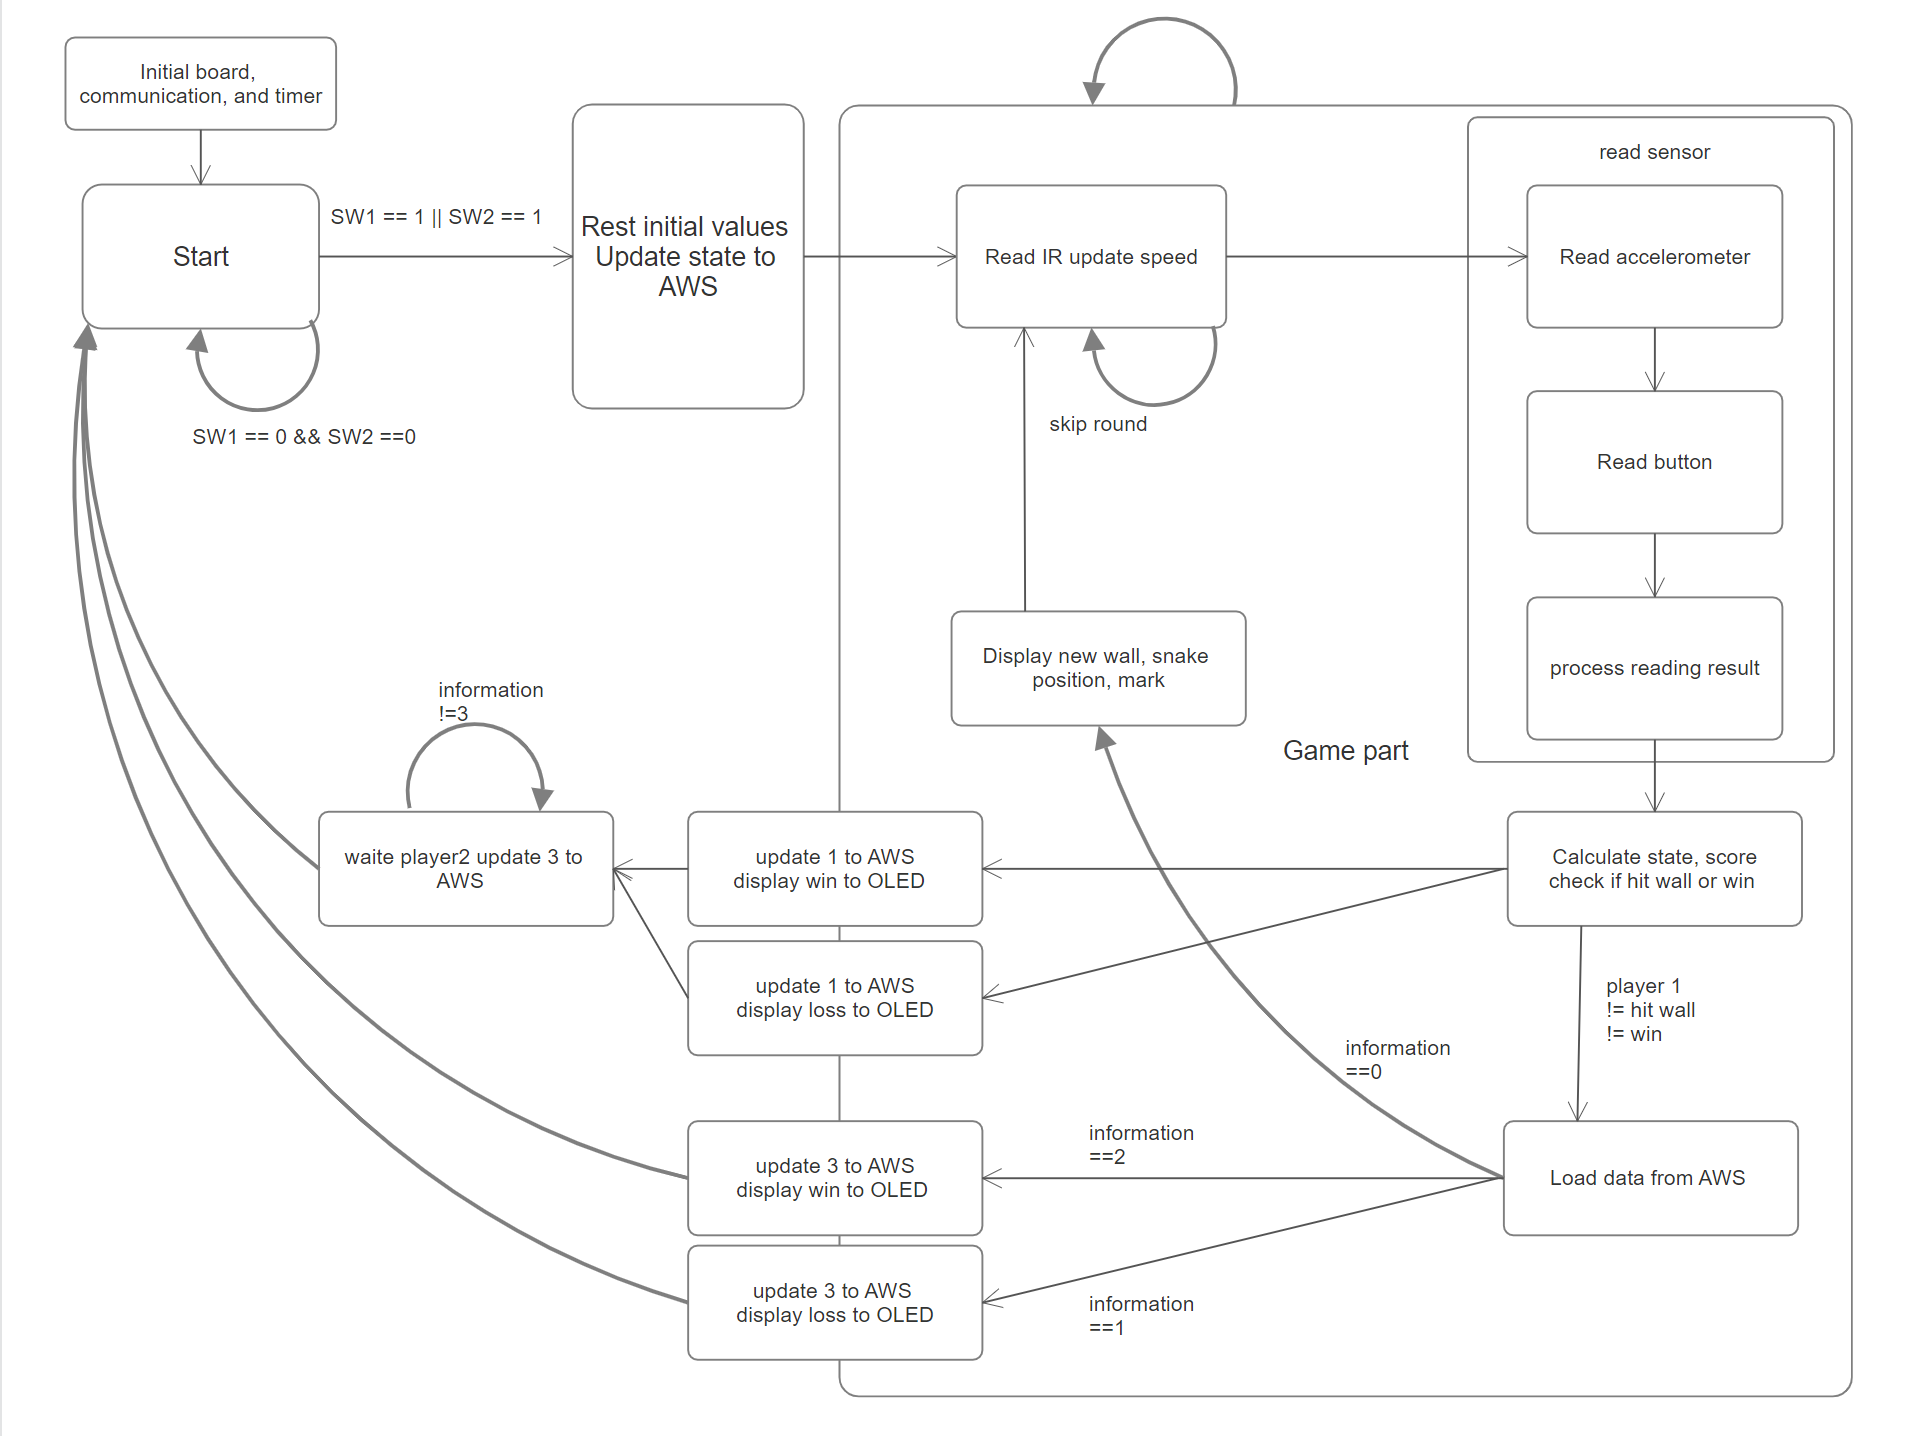 Initial board,
communication, and timer
Start
SW1 == 1 || SW2 == 1
SW1 == 0 && SW2 ==0
Rest initial values
Update state to
AWS
Read IR update speed
skip round
read sensor
Read accelerometer
Read button
process reading result
Display new wall, snake
position, mark
Game part
information
!=3
waite player2 update 3 to
AWS
update 1 to AWS
display win to OLED
update 1 to AWS
display loss to OLED
Calculate state, score
check if hit wall or win
player 1
!= hit wall
!= win
information
==0
information
==2
update 3 to AWS
display win to OLED
Load data from AWS
update 3 to AWS
display loss to OLED
information
==1